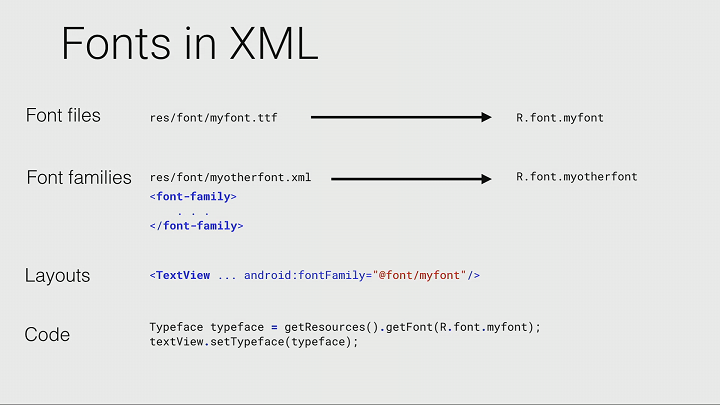 Fonts in XML
Font files res/font/myfont.ttf R.font.myfont
Font families res/font/myotherfont.xml R.font.myotherfont
<font-family>
. . .
</font-family>
Layouts <TextView ... android:fontFamily="@font/myfont"/>
Code Typeface typeface = getResources().getFont(R.font.myfont);
textView.setTypeface(typeface);